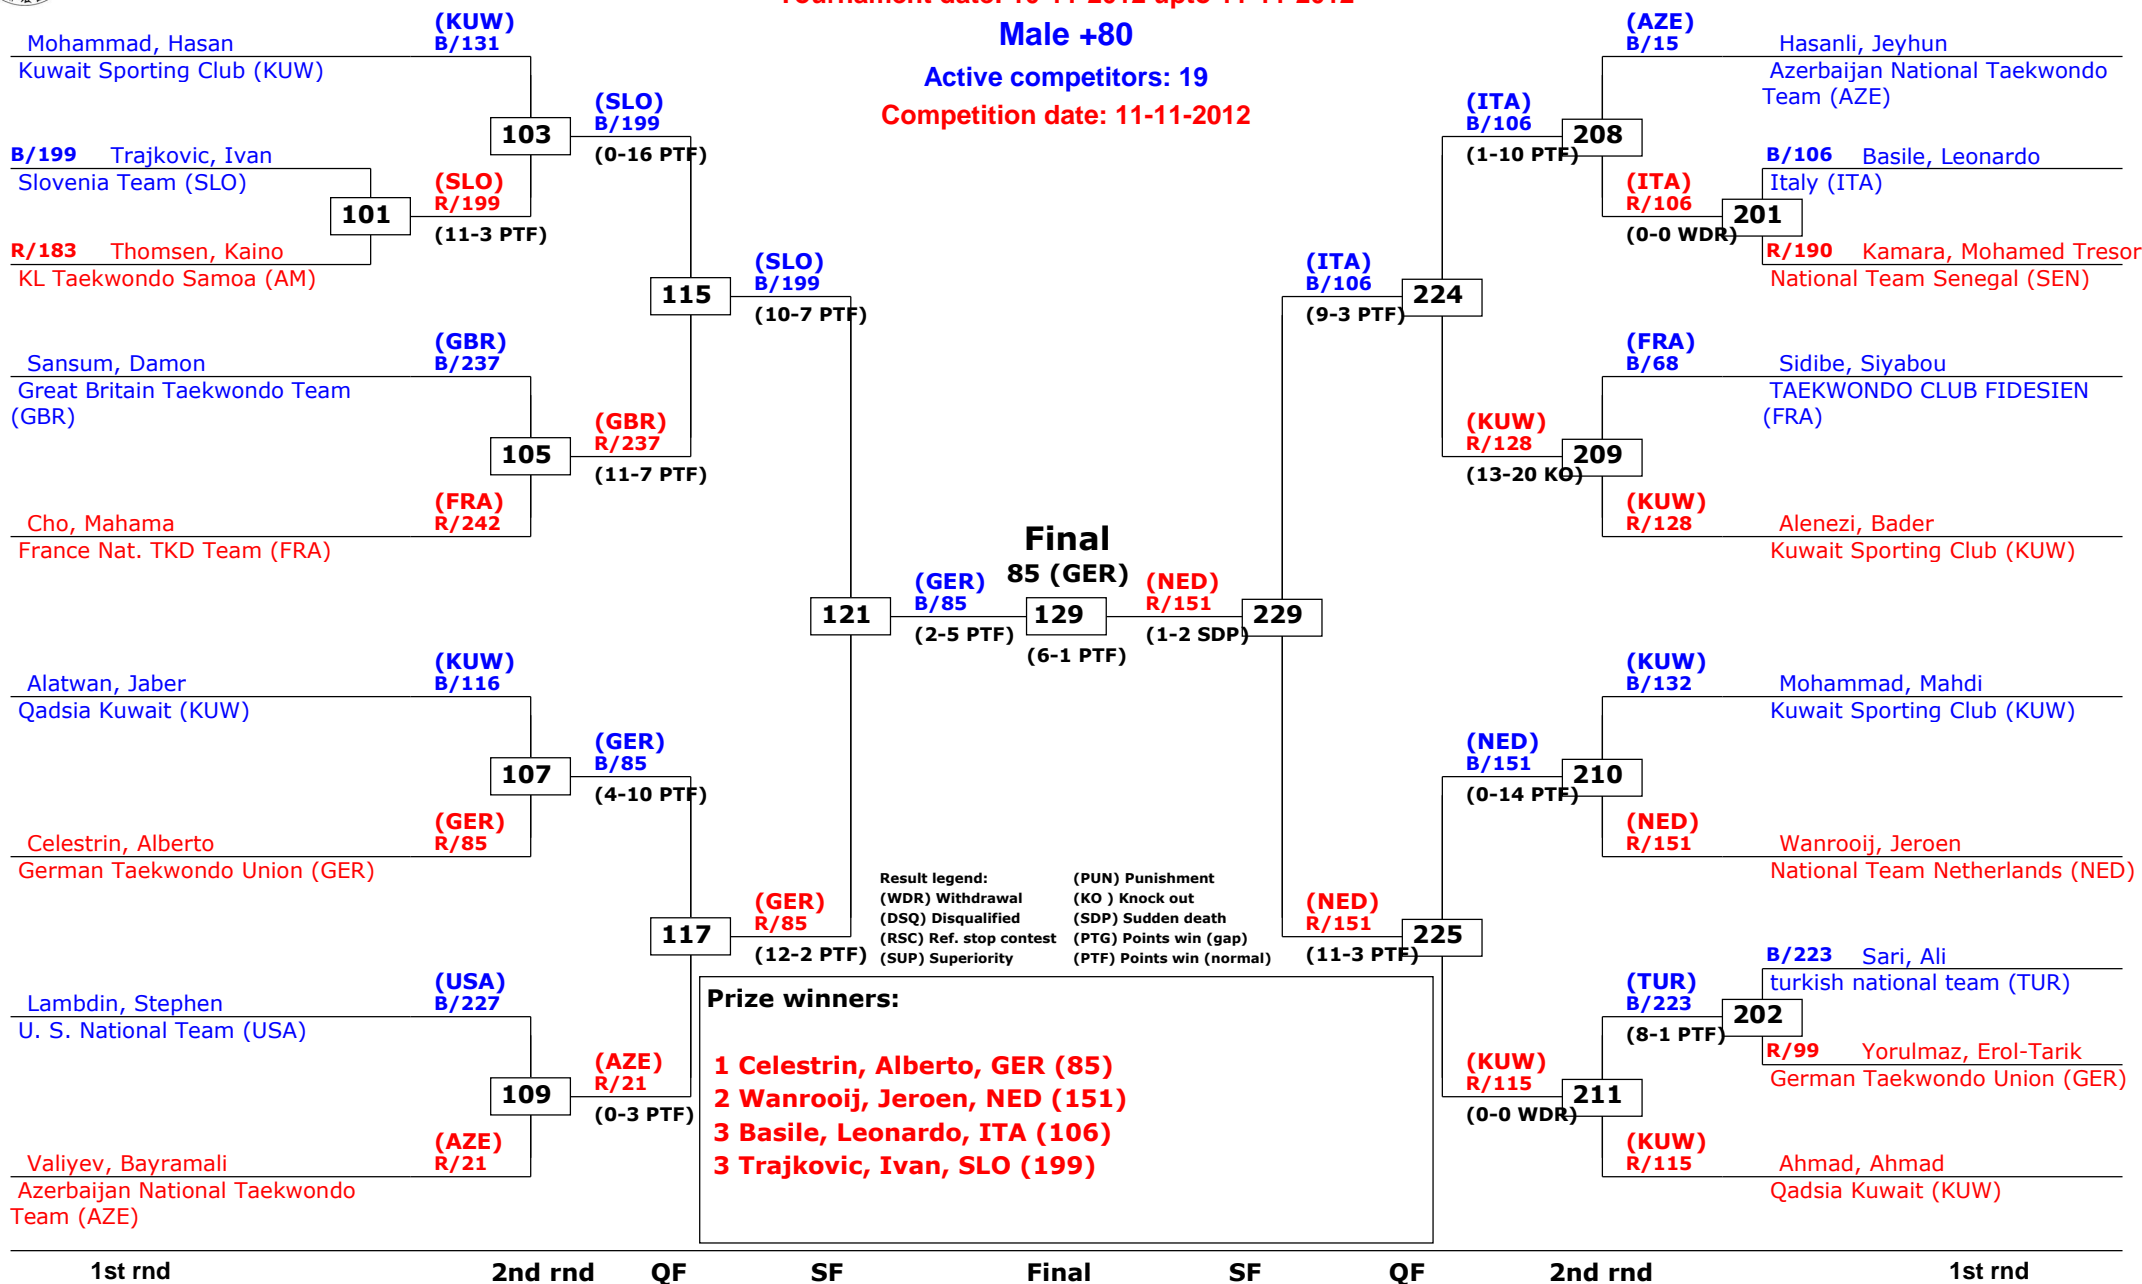 Tournament date: 10-11-2012 upto 11-11-2012
Male +80
Active competitors: 19
Competition date: 11-11-2012
Mohammad, Hasan
Kuwait Sporting Club (KUW)
(KUW)
B/131
B/199 Trajkovic, Ivan
Slovenia Team (SLO)
R/183 Thomsen, Kaino
KL Taekwondo Samoa (AM)
101
(SLO)
R/199
(11-3 PTF)
103
(SLO)
B/199
(0-16 PTF)
Sansum, Damon
Great Britain Taekwondo Team
(GBR)
(GBR)
B/237
Cho, Mahama
France Nat. TKD Team (FRA)
(FRA)
R/242
105
(GBR)
R/237
(11-7 PTF)
115
(SLO)
B/199
(10-7 PTF)
Alatwan, Jaber
Qadsia Kuwait (KUW)
(KUW)
B/116
Celestrin, Alberto
German Taekwondo Union (GER)
(GER)
R/85
107
(GER)
B/85
(4-10 PTF)
Lambdin, Stephen
U. S. National Team (USA)
(USA)
B/227
Valiyev, Bayramali
Azerbaijan National Taekwondo
Team (AZE)
(AZE)
R/21
109
(AZE)
R/21
(0-3 PTF)
117
(GER)
R/85
(12-2 PTF)
121
(GER)
B/85
(2-5 PTF)
Final
85 (GER)
129
(6-1 PTF)
(NED)
R/151
(1-2 SDP)
229
(ITA)
B/106
(9-3 PTF)
224
(ITA)
B/106
(1-10 PTF)
208
(AZE)
B/15
Hasanli, Jeyhun
Azerbaijan National Taekwondo
Team (AZE)
(ITA)
R/106
(0-0 WDR)
201
B/106 Basile, Leonardo
Italy (ITA)
R/190 Kamara, Mohamed Tresor
National Team Senegal (SEN)
(KUW)
R/128
(13-20 KO)
209
(FRA)
B/68
Sidibe, Siyabou
TAEKWONDO CLUB FIDESIEN
(FRA)
(KUW)
R/128
Alenezi, Bader
Kuwait Sporting Club (KUW)
(NED)
R/151
(11-3 PTF)
225
(NED)
B/151
(0-14 PTF)
210
(KUW)
B/132
Mohammad, Mahdi
Kuwait Sporting Club (KUW)
(NED)
R/151
Wanrooij, Jeroen
National Team Netherlands (NED)
(KUW)
R/115
(0-0 WDR)
211
(TUR)
B/223
(8-1 PTF)
202
B/223 Sari, Ali
turkish national team (TUR)
R/99 Yorulmaz, Erol-Tarik
German Taekwondo Union (GER)
(KUW)
R/115
Ahmad, Ahmad
Qadsia Kuwait (KUW)
Result legend: (PUN) Punishment
(WDR) Withdrawal (KO ) Knock out
(DSQ) Disqualified (SDP) Sudden death
(RSC) Ref. stop contest (PTG) Points win (gap)
(SUP) Superiority (PTF) Points win (normal)
Prize winners:
1 Celestrin, Alberto, GER (85)
2 Wanrooij, Jeroen, NED (151)
3 Basile, Leonardo, ITA (106)
3 Trajkovic, Ivan, SLO (199)
1st rnd 2nd rnd QF SF Final SF QF 2nd rnd 1st rnd